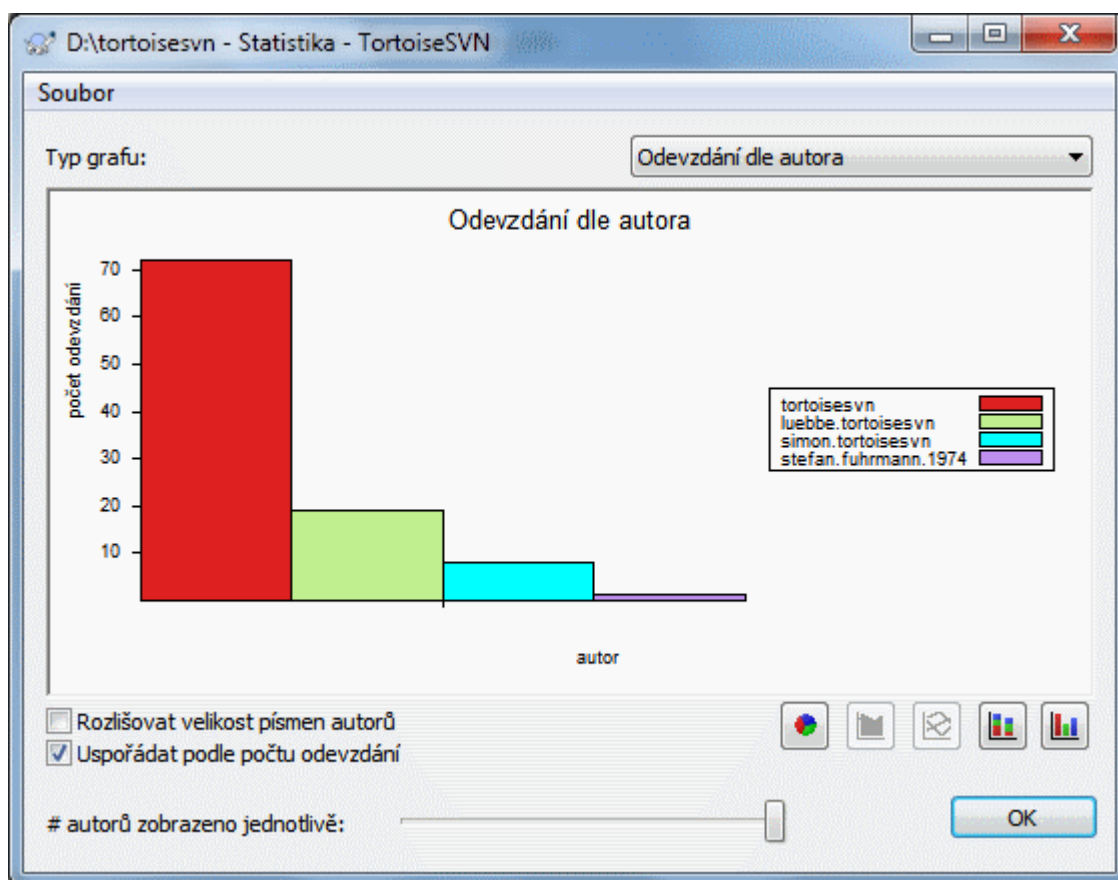 D:\tortoisesvn - Statistika - TortoiseSVN
Soubor
Typ grafu:
Odevzdání dle autora
Odevzdání dle autora
počet odevzdání
70
60
50
40
30
20
10
tortoisesvn
luebbe.tortoisesvn
simon.tortoisesvn
stefan.fuhrmann.1974
autor
Rozlišovat velikost písmen autorů
Uspořádat podle počtu odevzdání
# autorů zobrazeno jednotlivě:
OK